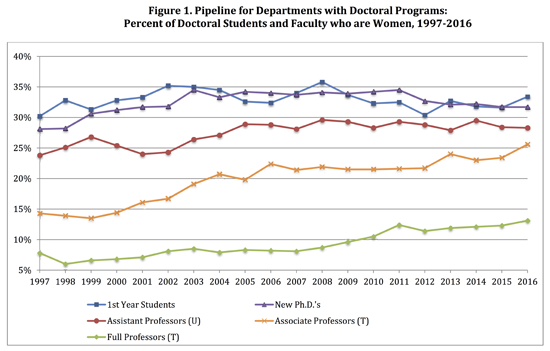 Figure 1. Pipeline for Departments with Doctoral Programs:
Percent of Doctoral Students and Faculty who are Women, 1997-2016
40%
35%
30%
25%
20%
15%
10%
5%
1997 1998 1999 2000 2001 2002 2003 2004 2005 2006 2007 2008 2009 2010 2011 2012 2013 2014 2015 2016
1st Year Students New Ph.D.'s
Assistant Professors (U) Associate Professors (T)
Full Professors (T)